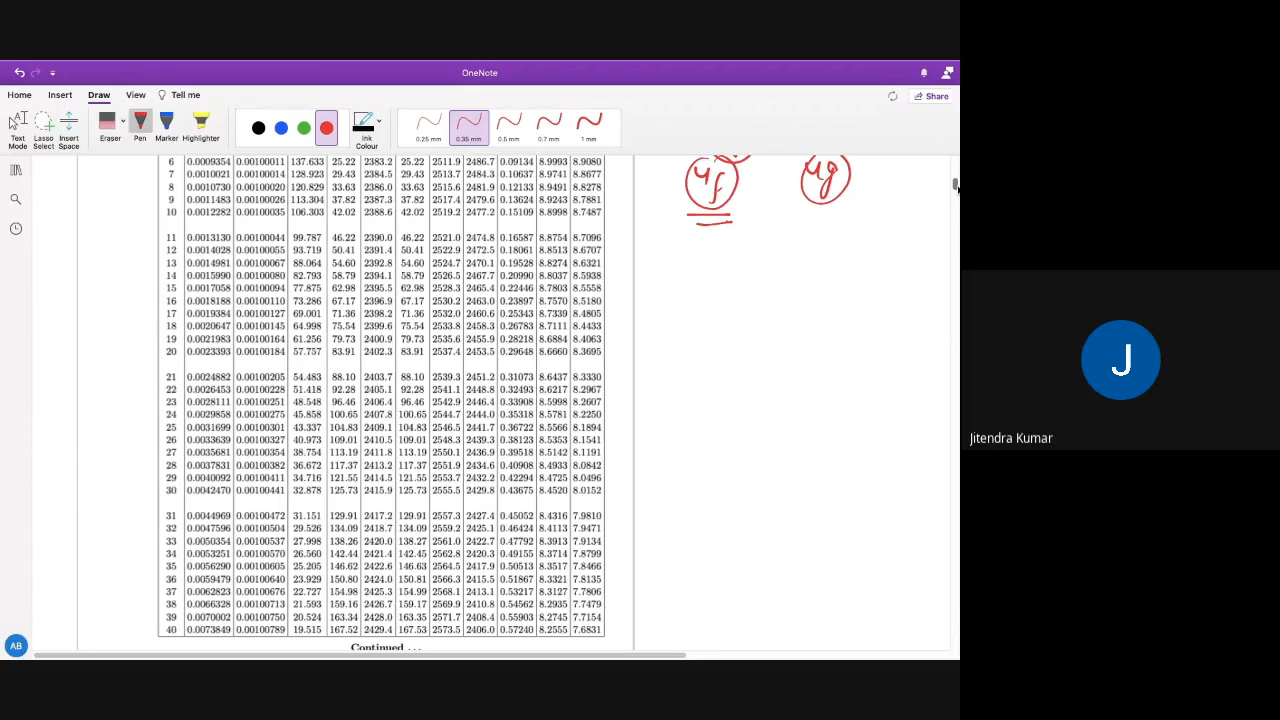 OneNote
Home Insert Draw View Tell me
Share
Text Mode
Lasso Select
Insert Space
Eraser
Pen
Marker
Highlighter
Ink Colour
0.25 mm
0.35 mm
0.5 mm
0.7 mm
1 mm
6 0.0009354 0.00100011 137.633 25.22 2383.2 25.22 2511.9 2486.7 0.09134 8.9993 8.9080
7 0.0010021 0.00100014 128.923 29.43 2384.5 29.43 2513.7 2484.3 0.10637 8.9741 8.8677
8 0.0010730 0.00100020 120.829 33.63 2386.0 33.63 2515.6 2481.9 0.12133 8.9491 8.8278
9 0.0011483 0.00100026 113.304 37.82 2387.3 37.82 2517.4 2479.6 0.13624 8.9243 8.7881
10 0.0012282 0.00100035 106.303 42.02 2388.6 42.02 2519.2 2477.2 0.15109 8.8998 8.7487
11 0.0013130 0.00100044 99.787 46.22 2390.0 46.22 2521.0 2474.8 0.16587 8.8754 8.7096
12 0.0014028 0.00100055 93.719 50.41 2391.4 50.41 2522.9 2472.5 0.18061 8.8513 8.6707
13 0.0014981 0.00100067 88.064 54.60 2392.8 54.60 2524.7 2470.1 0.19528 8.8274 8.6321
14 0.0015990 0.00100080 82.793 58.79 2394.1 58.79 2526.5 2467.7 0.20990 8.8037 8.5938
15 0.0017058 0.00100094 77.875 62.98 2395.5 62.98 2528.3 2465.4 0.22446 8.7803 8.5558
16 0.0018188 0.00100110 73.286 67.17 2396.9 67.17 2530.2 2463.0 0.23897 8.7570 8.5180
17 0.0019384 0.00100127 69.001 71.36 2398.2 71.36 2532.0 2460.6 0.25343 8.7339 8.4805
18 0.0020647 0.00100145 64.998 75.54 2399.6 75.54 2533.8 2458.3 0.26783 8.7111 8.4433
19 0.0021983 0.00100164 61.256 79.73 2400.9 79.73 2535.6 2455.9 0.28218 8.6884 8.4063
20 0.0023393 0.00100184 57.757 83.91 2402.3 83.91 2537.4 2453.5 0.29648 8.6660 8.3695
21 0.0024882 0.00100205 54.483 88.10 2403.7 88.10 2539.3 2451.2 0.31073 8.6437 8.3330
22 0.0026453 0.00100228 51.418 92.28 2405.1 92.28 2541.1 2448.8 0.32493 8.6217 8.2967
23 0.0028111 0.00100251 48.548 96.46 2406.4 96.46 2542.9 2446.4 0.33908 8.5998 8.2607
24 0.0029858 0.00100275 45.858 100.65 2407.8 100.65 2544.7 2444.0 0.35318 8.5781 8.2250
25 0.0031699 0.00100301 43.337 104.83 2409.1 104.83 2546.5 2441.7 0.36722 8.5566 8.1894
26 0.0033639 0.00100327 40.973 109.01 2410.5 109.01 2548.3 2439.3 0.38123 8.5353 8.1541
27 0.0035681 0.00100354 38.754 113.19 2411.8 113.19 2550.1 2436.9 0.39518 8.5142 8.1191
28 0.0037831 0.00100382 36.672 117.37 2413.2 117.37 2551.9 2434.6 0.40908 8.4933 8.0842
29 0.0040092 0.00100411 34.716 121.55 2414.5 121.55 2553.7 2432.2 0.42294 8.4725 8.0496
30 0.0042470 0.00100441 32.878 125.73 2415.9 125.73 2555.5 2429.8 0.43675 8.4520 8.0152
31 0.0044969 0.00100472 31.151 129.91 2417.2 129.91 2557.3 2427.4 0.45052 8.4316 7.9810
32 0.0047596 0.00100504 29.526 134.09 2418.7 134.09 2559.2 2425.1 0.46424 8.4113 7.9471
33 0.0050354 0.00100537 27.998 138.26 2420.0 138.26 2561.0 2422.7 0.47792 8.3913 7.9134
34 0.0053251 0.00100570 26.560 142.44 2421.4 142.45 2562.8 2420.3 0.49155 8.3714 7.8799
35 0.0056290 0.00100605 25.205 146.62 2422.6 146.63 2564.5 2417.9 0.50513 8.3517 7.8466
36 0.0059479 0.00100640 23.929 150.80 2424.0 150.81 2566.3 2415.5 0.51867 8.3321 7.8135
37 0.0062823 0.00100676 22.727 154.98 2425.3 154.99 2568.1 2413.1 0.53217 8.3127 7.7806
38 0.0066328 0.00100713 21.593 159.16 2426.7 159.17 2569.9 2410.8 0.54562 8.2935 7.7479
39 0.0070002 0.00100750 20.524 163.34 2428.0 163.35 2571.7 2408.4 0.55903 8.2745 7.7154
40 0.0073849 0.00100789 19.515 167.52 2429.4 167.53 2573.5 2406.0 0.57240 8.2555 7.6831
Continued ...
uf ug
AB
J
Jitendra Kumar